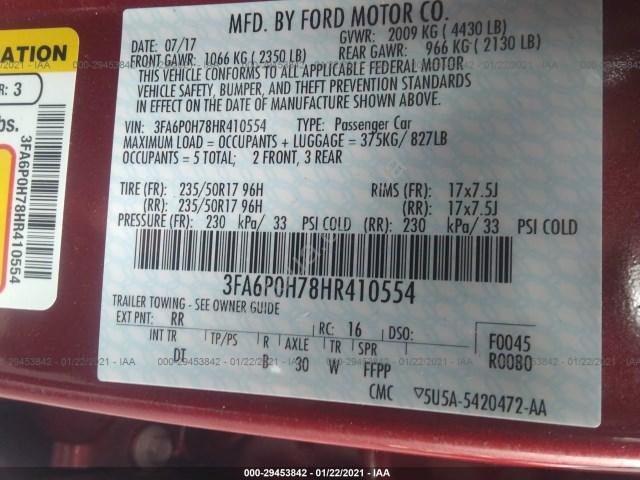 MFD. BY FORD MOTOR CO.
DATE: 07/17 GVWR: 2009 KG ( 4430 LB)
FRONT GAWR: 1066 KG ( 2350 LB) REAR GAWR: 966 KG ( 2130 LB)
THIS VEHICLE CONFORMS TO ALL APPLICABLE FEDERAL MOTOR
VEHICLE SAFETY, BUMPER, AND THEFT PREVENTION STANDARDS
IN EFFECT ON THE DATE OF MANUFACTURE SHOWN ABOVE.
VIN: 3FA6P0H78HR410554 TYPE: Passenger Car
MAXIMUM LOAD = OCCUPANTS + LUGGAGE = 375KG/ 827LB
OCCUPANTS = 5 TOTAL; 2 FRONT, 3 REAR
TIRE (FR): 235/50R17 96H RIMS (FR): 17x7.5J
(RR): 235/50R17 96H (RR): 17x7.5J
PRESSURE (FR): 230 kPa/ 33 PSI COLD (RR): 230 kPa/ 33 PSI COLD
3FA6P0H78HR410554
TRAILER TOWING - SEE OWNER GUIDE
EXT PNT: RR RC: 16 DSO: F0045
INT TR TP/PS R AXLE TR SPR R0080
DT B 30 W FFPP
CMC 5U5A-5420472-AA
ATION
R: 3
bs.
3FA6P0H78HR410554
000-29453842 - 01/22/2021 - IAA
000-29453842 - 01/22/2021 - IAA
000-29453842 - 01/22/2021 - IAA